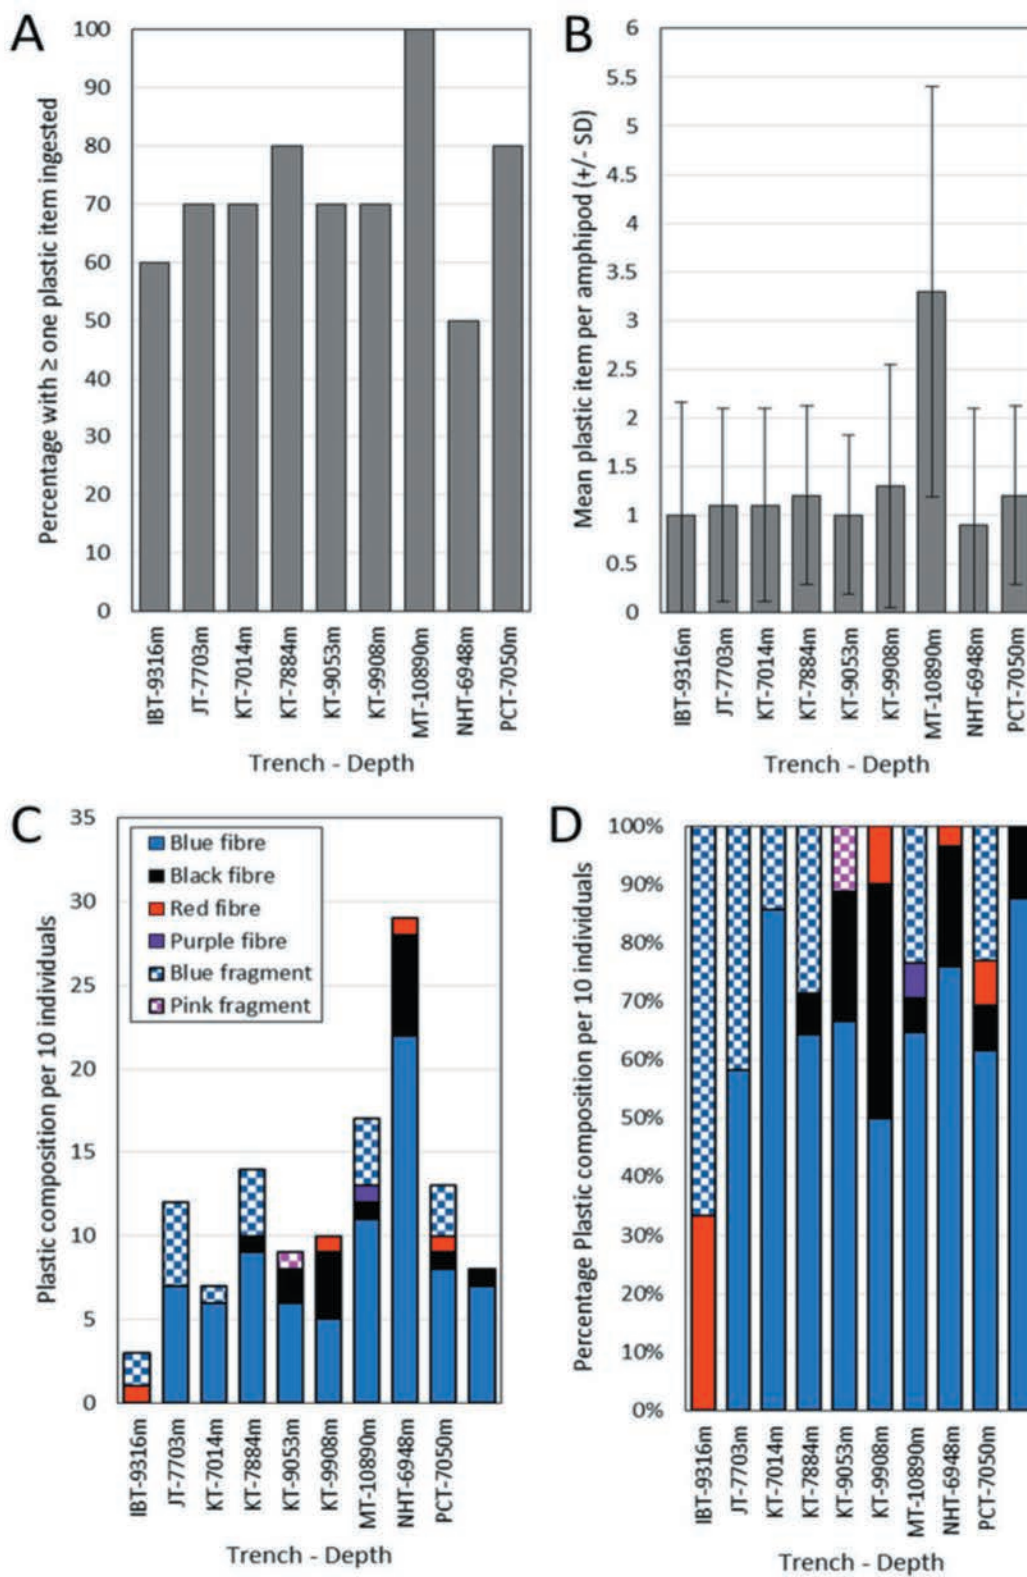 A
Percentage with ≥ one plastic item ingested
100
90
80
70
60
50
40
30
20
10
0
IBT-9316m
JT-7703m
KT-7014m
KT-7884m
KT-9053m
KT-9908m
MT-10890m
NHT-6948m
PCT-7050m
Trench - Depth
B
Mean plastic item per amphipod (+/- SD)
6
5.5
5
4.5
4
3.5
3
2.5
2
1.5
1
0.5
0
IBT-9316m
JT-7703m
KT-7014m
KT-7884m
KT-9053m
KT-9908m
MT-10890m
NHT-6948m
PCT-7050m
Trench - Depth
C
Plastic composition per 10 individuals
35
30
25
20
15
10
5
0
Blue fibre
Black fibre
Red fibre
Purple fibre
Blue fragment
Pink fragment
IBT-9316m
JT-7703m
KT-7014m
KT-7884m
KT-9053m
KT-9908m
MT-10890m
NHT-6948m
PCT-7050m
Trench - Depth
D
Percentage Plastic composition per 10 individuals
100%
90%
80%
70%
60%
50%
40%
30%
20%
10%
0%
IBT-9316m
JT-7703m
KT-7014m
KT-7884m
KT-9053m
KT-9908m
MT-10890m
NHT-6948m
PCT-7050m
Trench - Depth